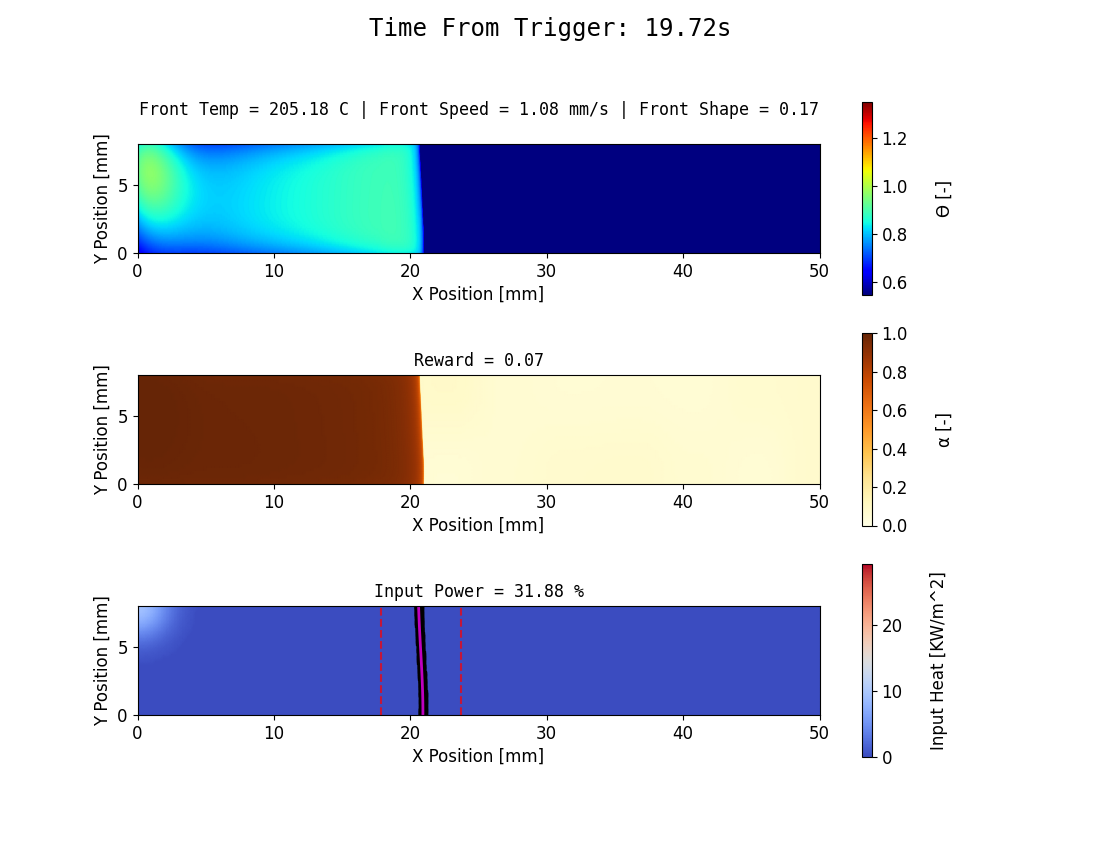 Time From Trigger: 19.72s
Front Temp = 205.18 C | Front Speed = 1.08 mm/s | Front Shape = 0.17
Y Position [mm]
5
0
0 10 20 30 40 50
X Position [mm]
1.2
1.0
0.8
0.6
Θ [-]
Reward = 0.07
Y Position [mm]
5
0
0 10 20 30 40 50
X Position [mm]
1.0
0.8
0.6
0.4
0.2
0.0
α [-]
Input Power = 31.88 %
Y Position [mm]
5
0
0 10 20 30 40 50
X Position [mm]
20
10
0
Input Heat [KW/m^2]